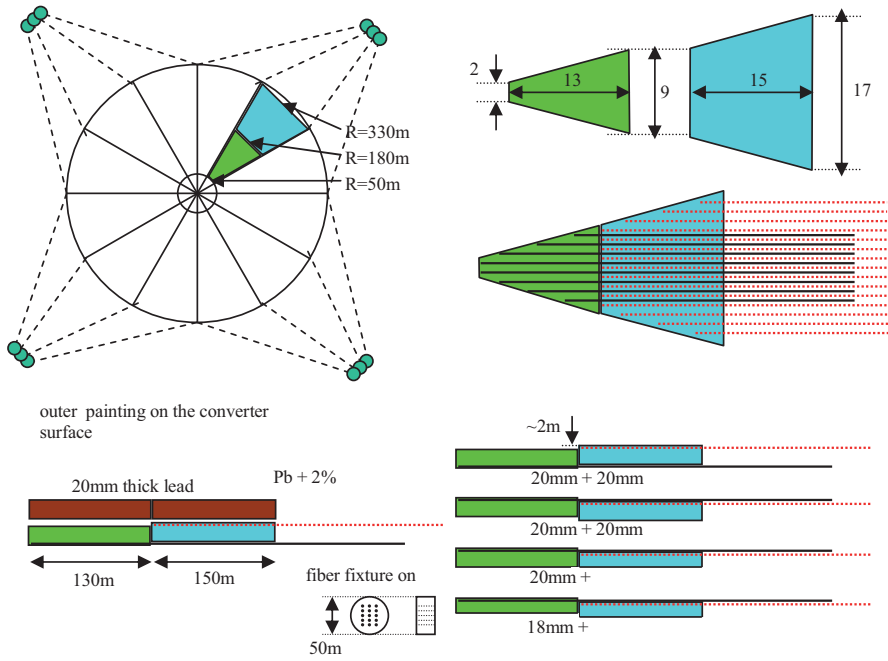 R=330m
R=180m
R=50m
2
13
9
15
17
outer painting on the converter
surface
20mm thick lead
Pb + 2%
130m
150m
fiber fixture on
50m
~2m
20mm + 20mm
20mm + 20mm
20mm +
18mm +